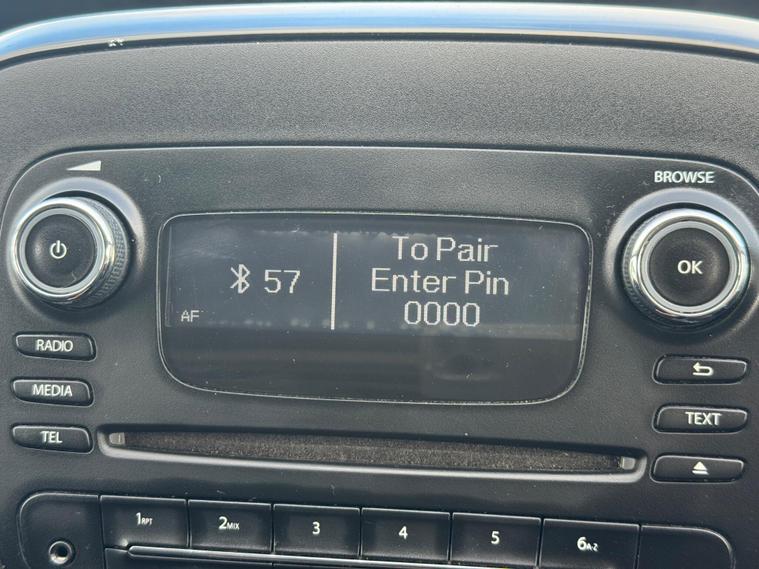 BROWSE
To Pair
57
Enter Pin
0000
AF
OK
RADIO
MEDIA
TEL
TEXT
1RPT
2MIX
3
4
5
6A-Z